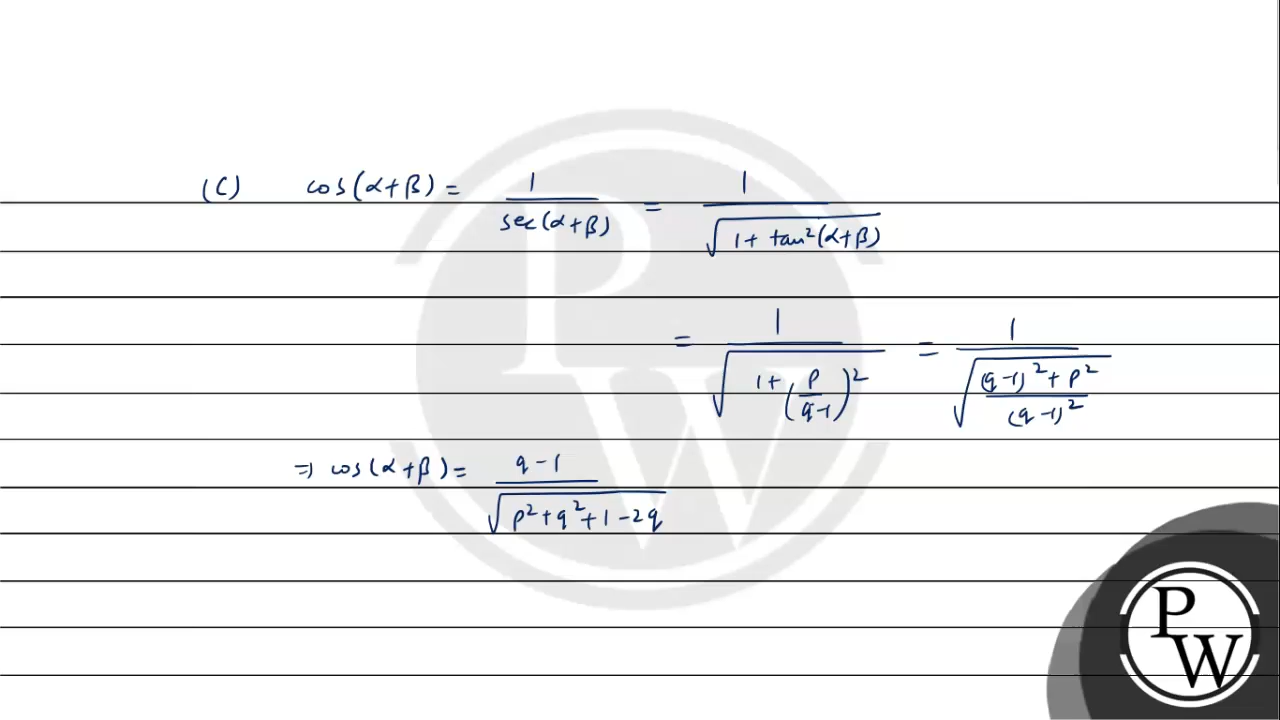 (C) cos(α+β) = 1/sec(α+β) = 1/√(1+tan²(α+β))
= 1/√(1+(p/(q-1))²) = 1/√(((q-1)²+p²)/(q-1)²)
⇒ cos(α+β) = (q-1)/√(p²+q²+1-2q)
P
W
P
W